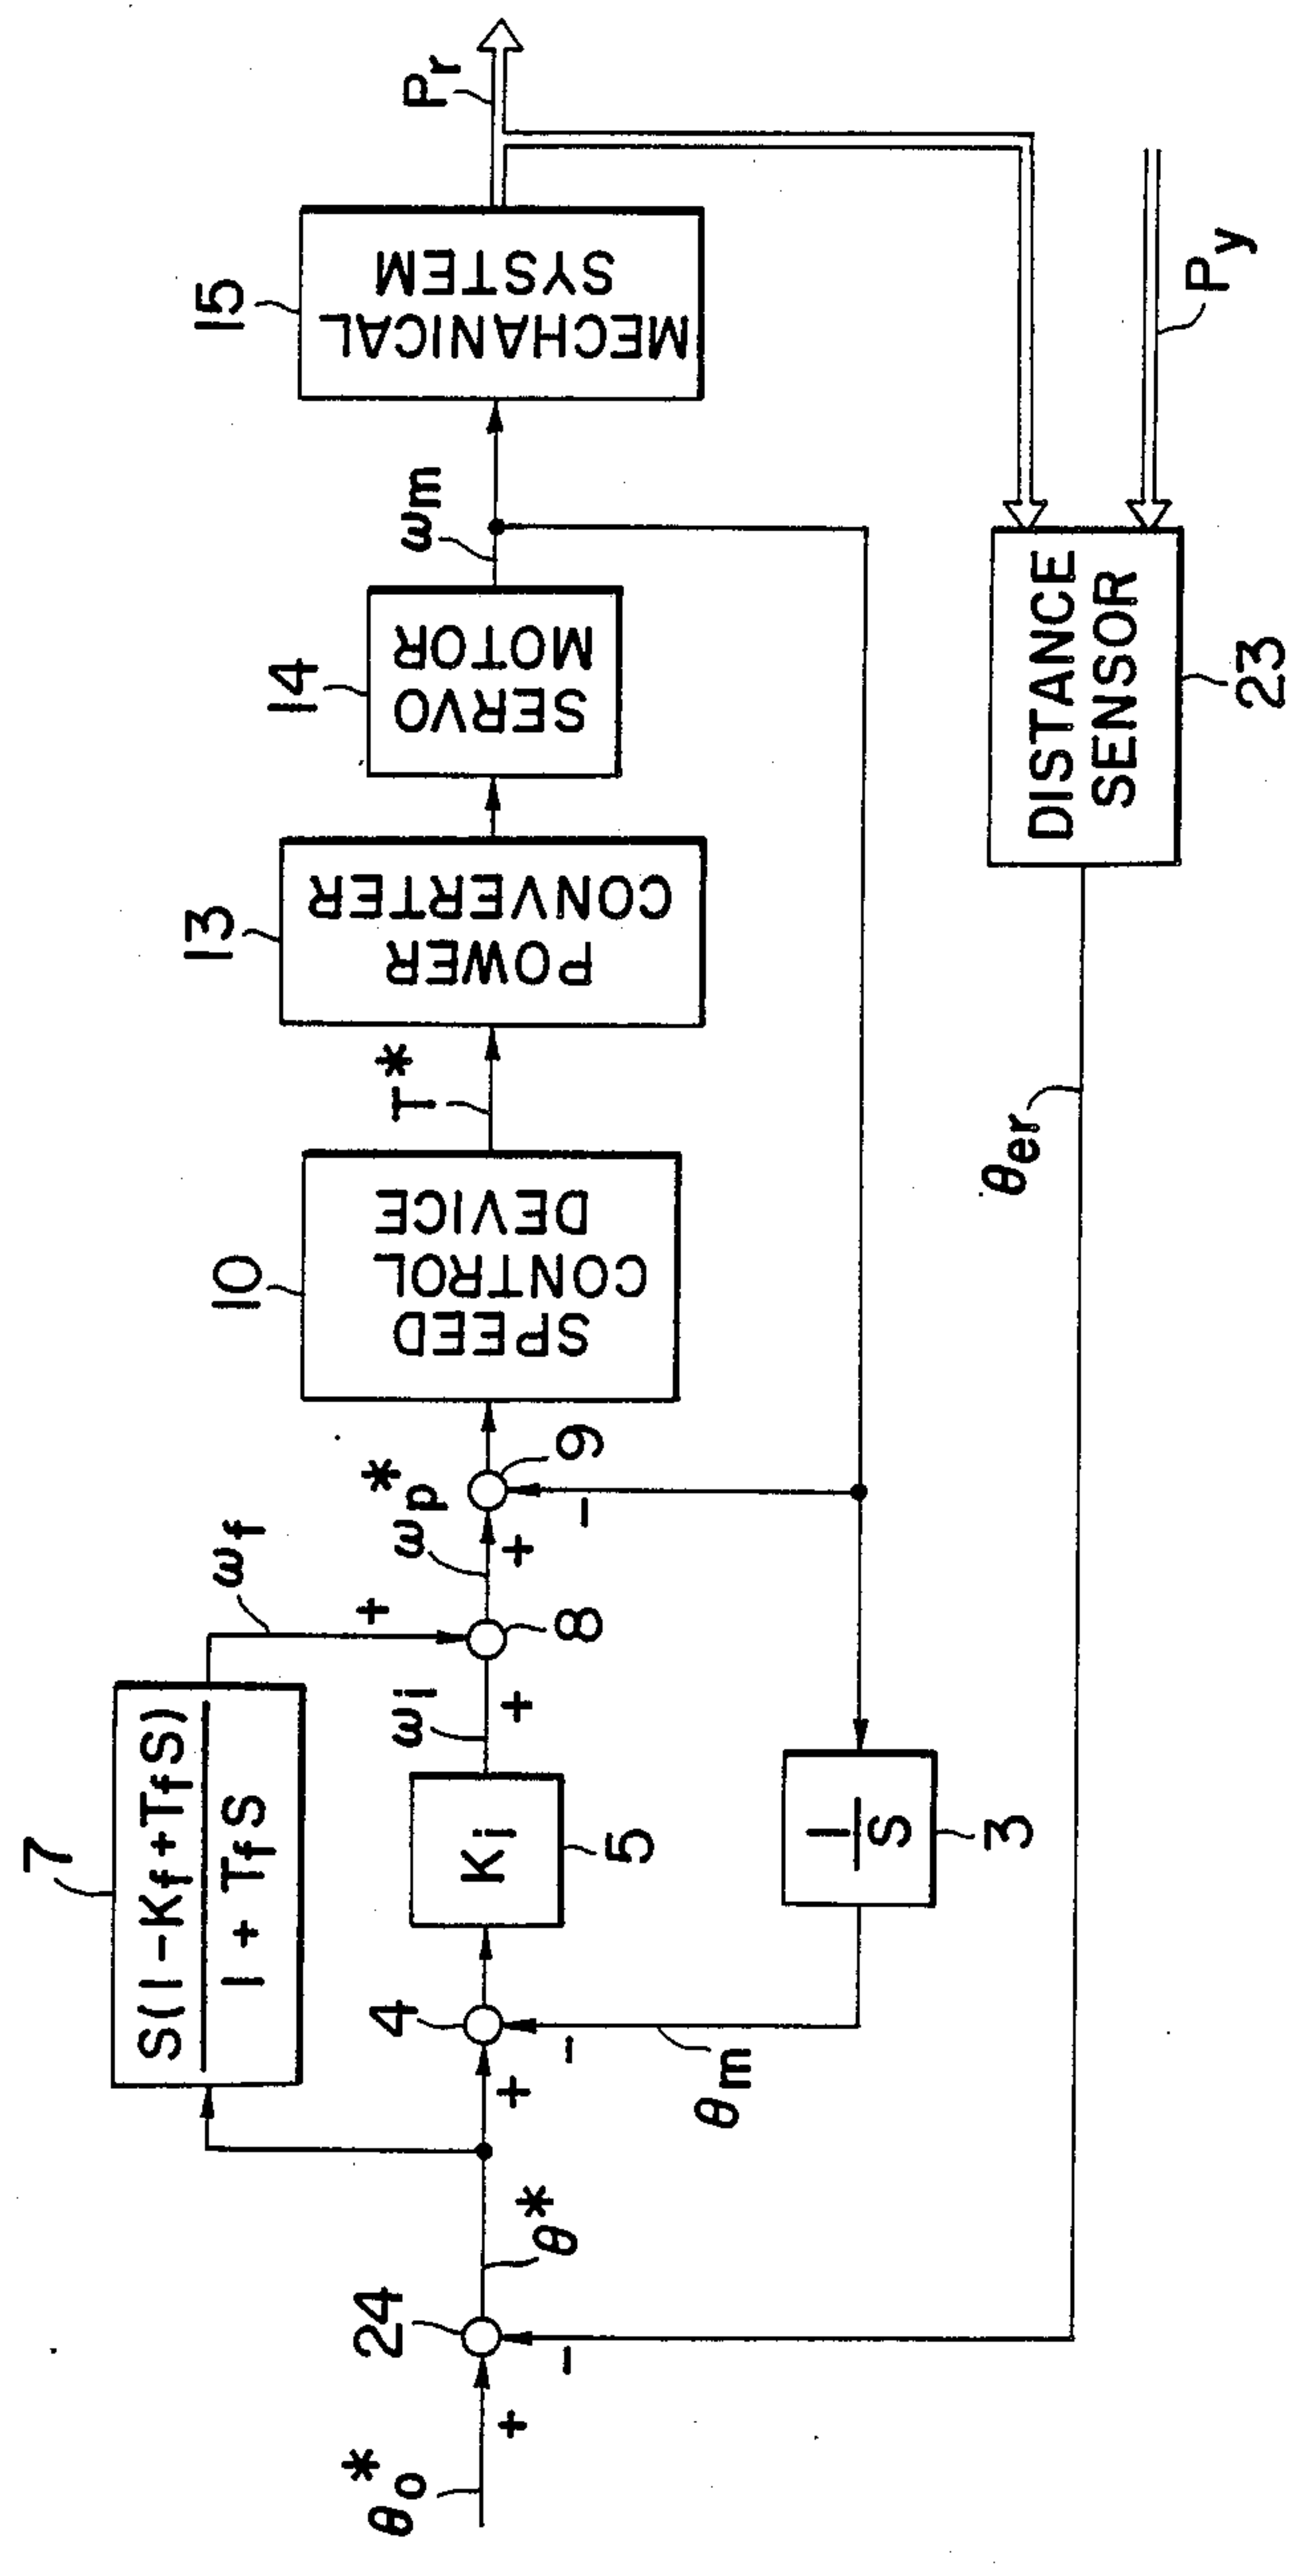 7
S(1-Kf+TfS)
1+TfS
ωf
+
θo*
+
24
-
θ*
+
4
-
θm
Ki
5
ωi
+
8
ωp*
+
9
-
10
SPEED
CONTROL
DEVICE
T*
13
POWER
CONVERTER
14
SERVO
MOTOR
ωm
15
MECHANICAL
SYSTEM
Pr
1
S
3
θer
DISTANCE
SENSOR
23
Py